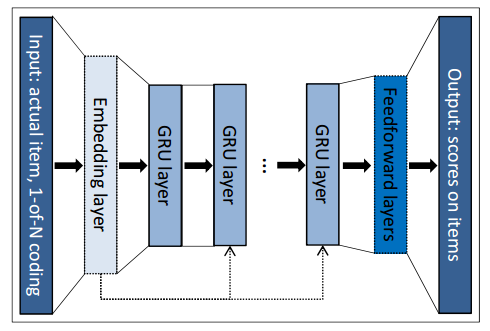 Input: actual item, 1-of-N coding
Embedding layer
GRU layer
GRU layer
...
GRU layer
Feedforward layers
Output: scores on items